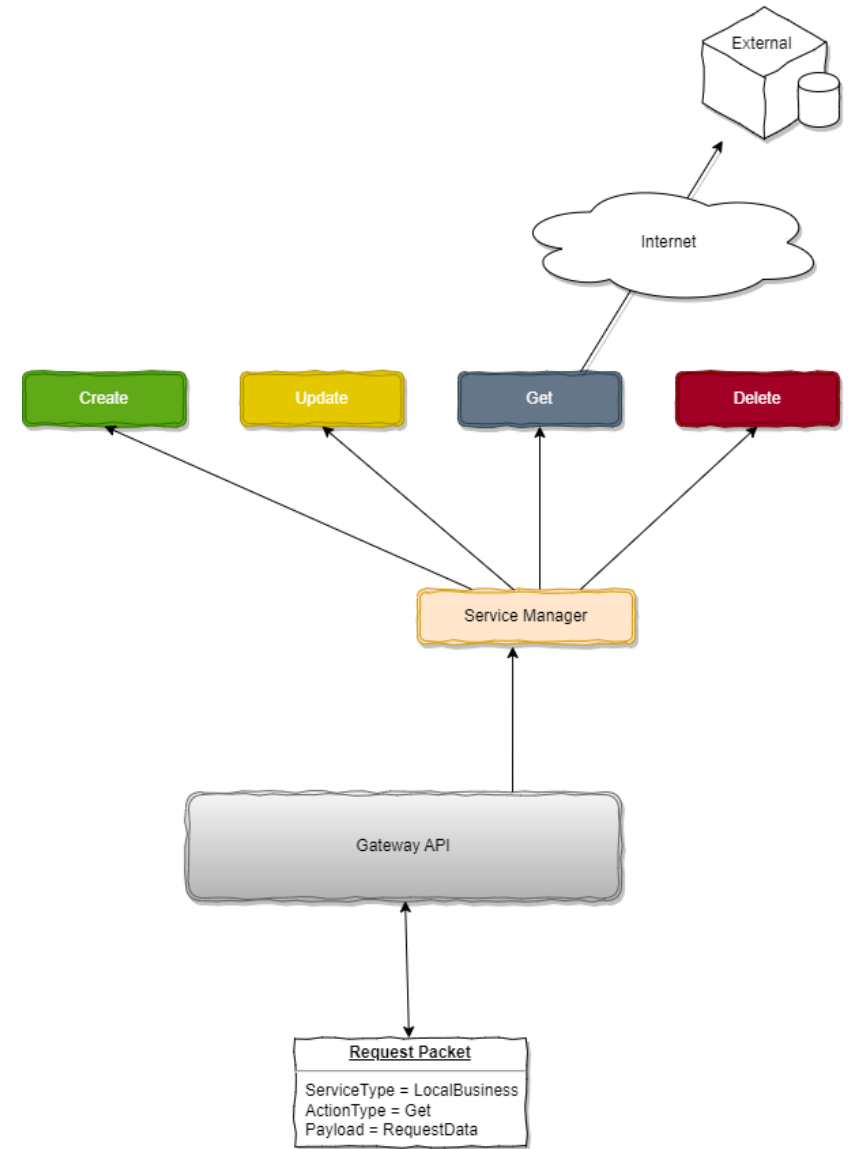 External
Internet
Create
Update
Get
Delete
Service Manager
Gateway API
Request Packet
ServiceType = LocalBusiness
ActionType = Get
Payload = RequestData